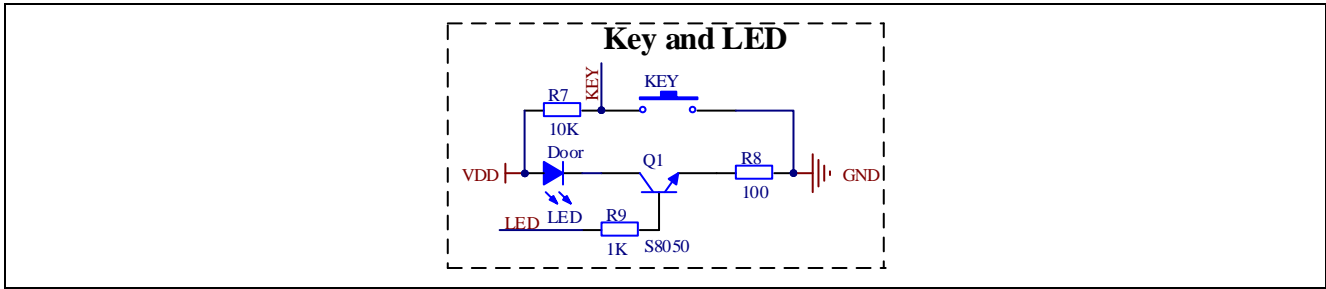 Key and LED
KEY
KEY
R7
10K
Door
Q1
R8
VDD
GND
100
LED
LED
R9
1K
S8050